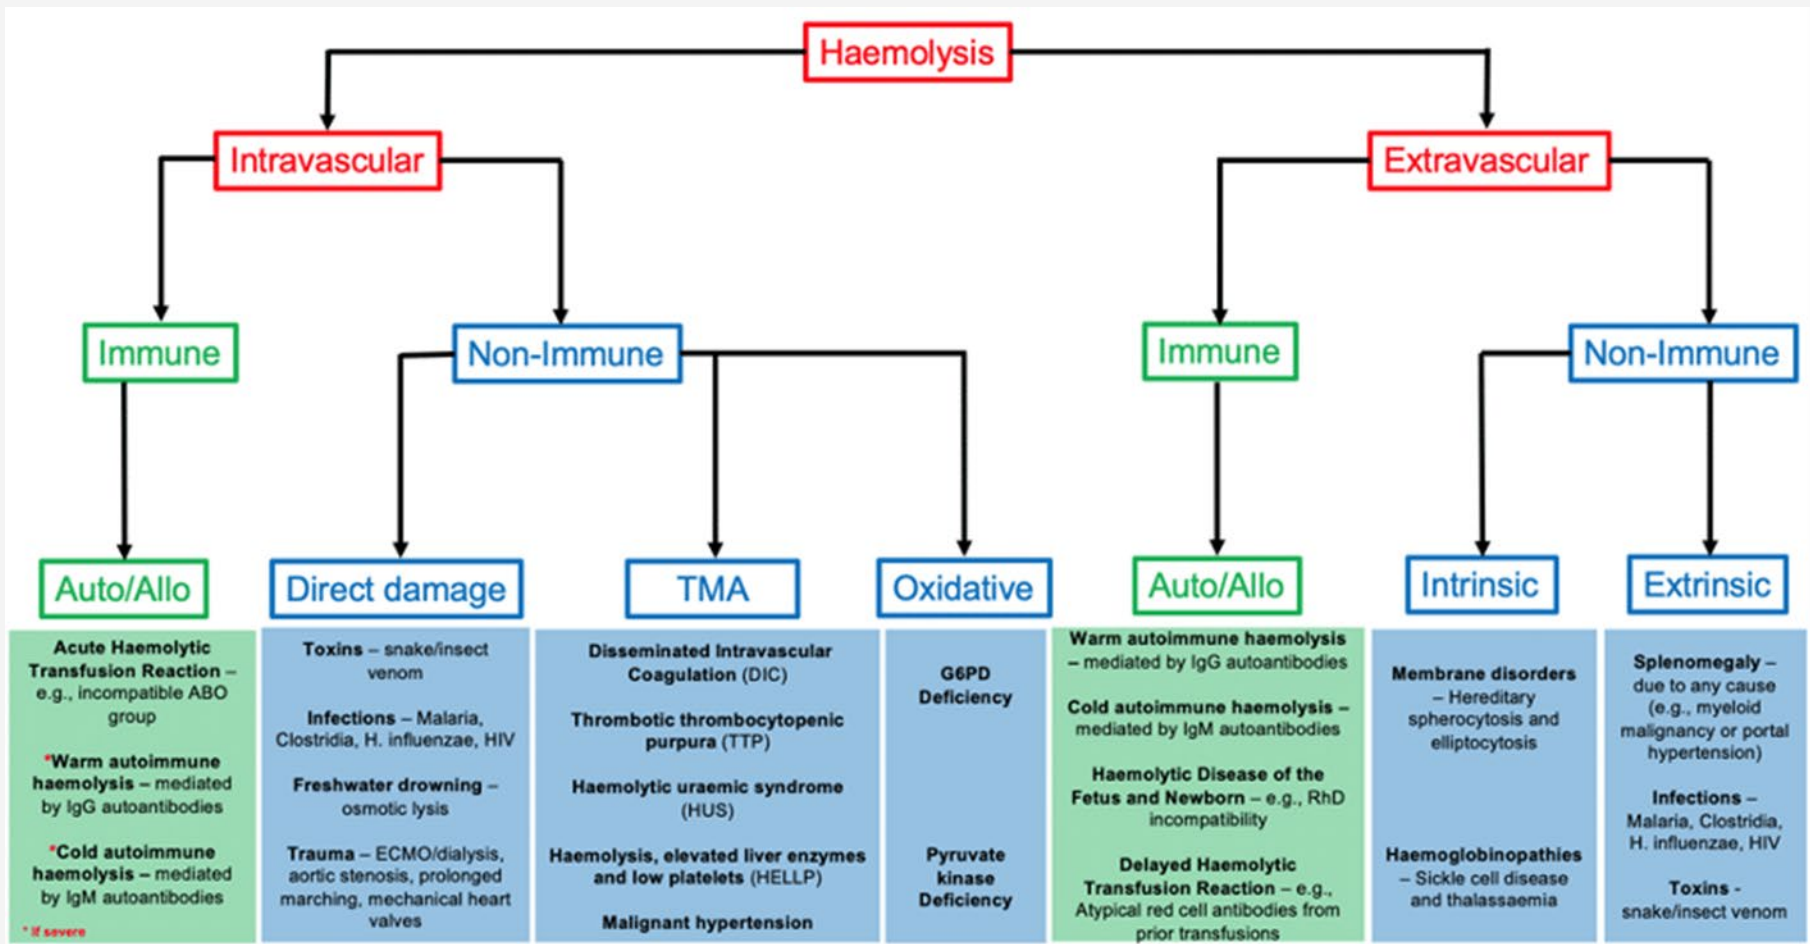 Haemolysis
Intravascular
Extravascular
Immune
Non-Immune
Immune
Non-Immune
Auto/Allo
Direct damage
TMA
Oxidative
Auto/Allo
Intrinsic
Extrinsic
Acute Haemolytic
Transfusion Reaction –
e.g., incompatible ABO
group
*Warm autoimmune
haemolysis – mediated
by IgG autoantibodies
*Cold autoimmune
haemolysis – mediated
by IgM autoantibodies
* if severe
Toxins – snake/insect
venom
Infections – Malaria,
Clostridia, H. influenzae, HIV
Freshwater drowning –
osmotic lysis
Trauma – ECMO/dialysis,
aortic stenosis, prolonged
marching, mechanical heart
valves
Disseminated Intravascular
Coagulation (DIC)
Thrombotic thrombocytopenic
purpura (TTP)
Haemolytic uraemic syndrome
(HUS)
Haemolysis, elevated liver enzymes
and low platelets (HELLP)
Malignant hypertension
G6PD
Deficiency
Pyruvate
kinase
Deficiency
Warm autoimmune haemolysis
– mediated by IgG autoantibodies
Cold autoimmune haemolysis –
mediated by IgM autoantibodies
Haemolytic Disease of the
Fetus and Newborn – e.g., RhD
incompatibility
Delayed Haemolytic
Transfusion Reaction – e.g.,
Atypical red cell antibodies from
prior transfusions
Membrane disorders
– Hereditary
spherocytosis and
elliptocytosis
Haemoglobinopathies
– Sickle cell disease
and thalassaemia
Splenomegaly –
due to any cause
(e.g., myeloid
malignancy or portal
hypertension)
Infections –
Malaria, Clostridia,
H. influenzae, HIV
Toxins -
snake/insect venom